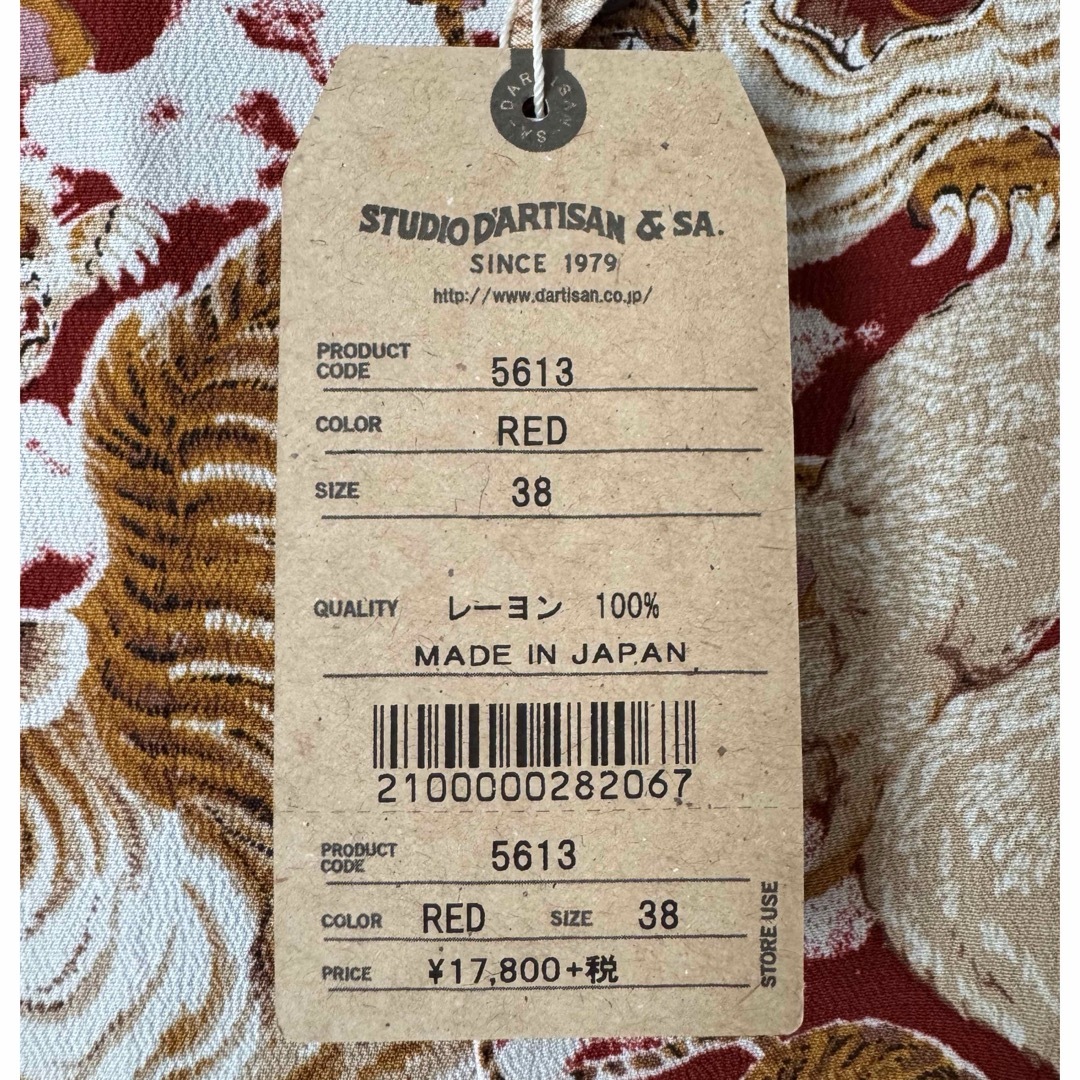 DARTISAN-SA-
STUDIO D'ARTISAN & SA.
SINCE 1979
http://www.dartisan.co.jp/
PRODUCT CODE 5613
COLOR RED
SIZE 38
QUALITY レーヨン 100%
MADE IN JAPAN
2100000282067
PRODUCT CODE 5613
COLOR RED SIZE 38
PRICE ¥17,800+税
STORE USE